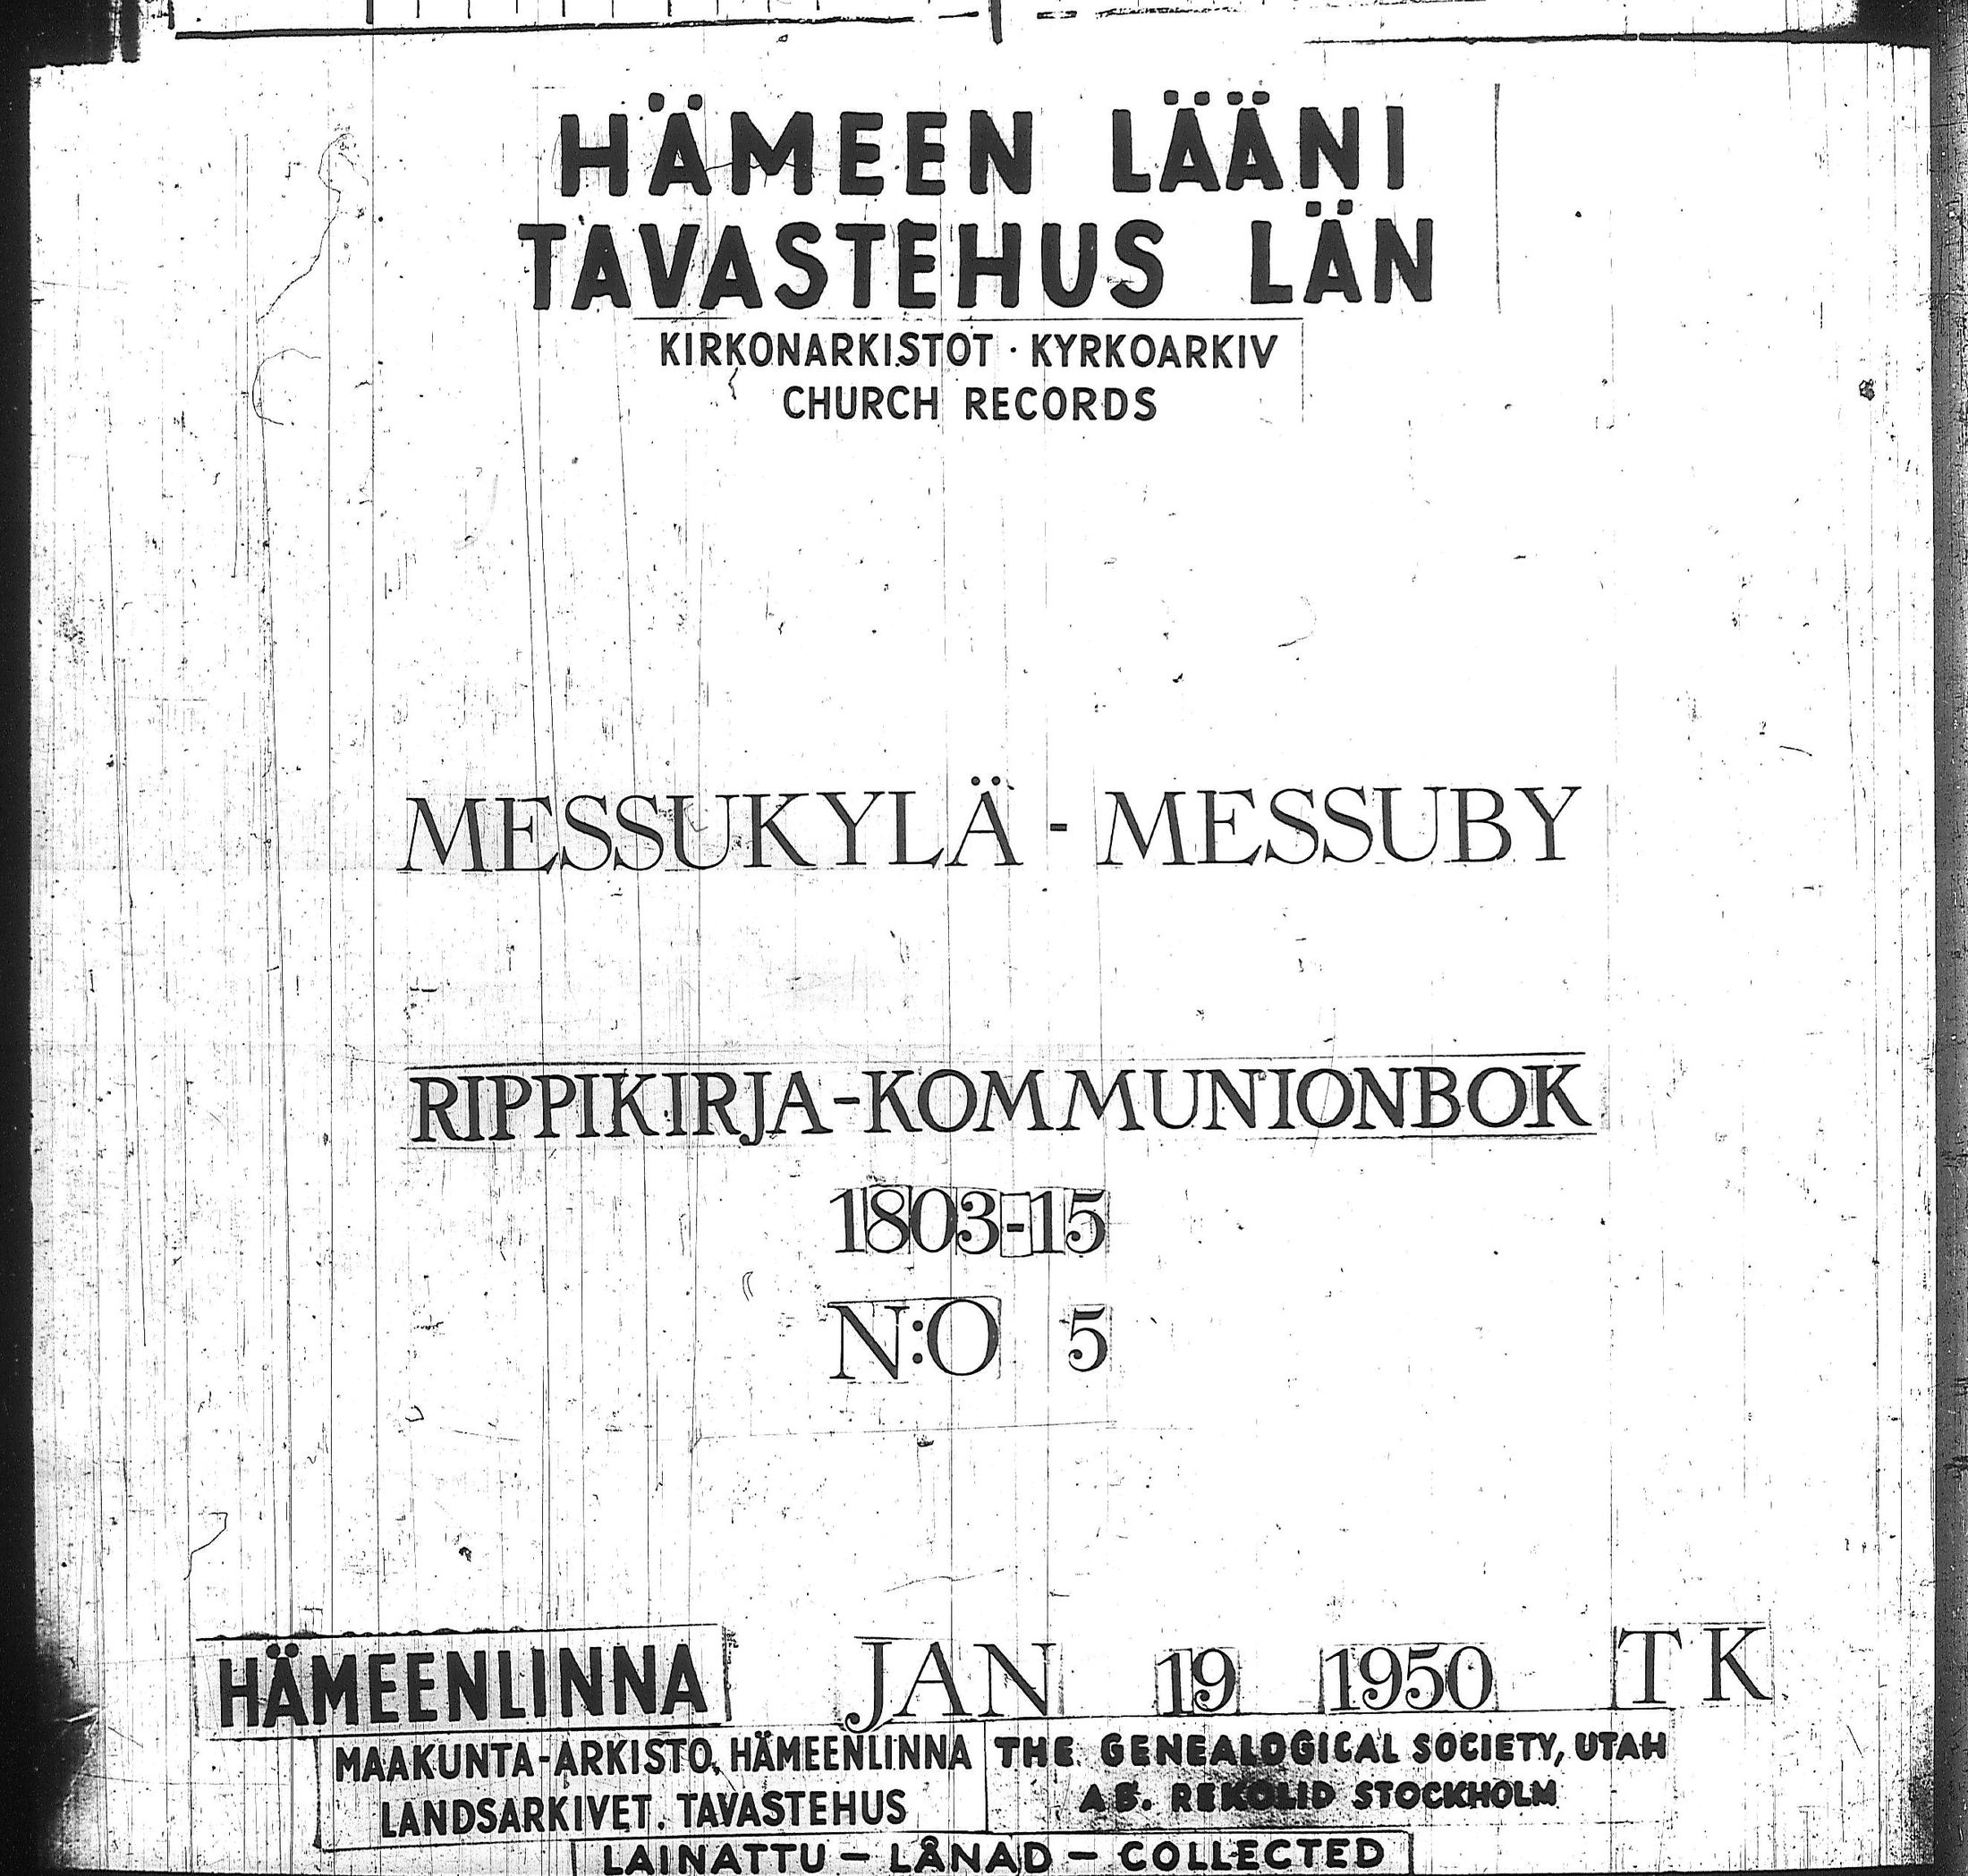 HÄMEEN LÄÄNI
TAVASTEHUS LÄN
KIRKONARKISTOT · KYRKOARKIV
CHURCH RECORDS
MESSUKYLÄ - MESSUBY
RIPPIKIRJA-KOMMUNIONBOK
1803-15
N:O 5
HÄMEENLINNA JAN 19 1950 TK
MAAKUNTA-ARKISTO, HÄMEENLINNA
LANDSARKIVET. TAVASTEHUS
THE GENEALOGICAL SOCIETY, UTAH
AB. REKOLID STOCKHOLM
LAINATTU – LÅNAD – COLLECTED